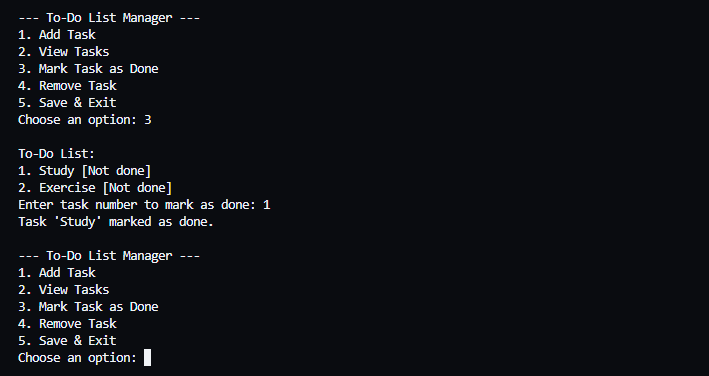 --- To-Do List Manager ---
1. Add Task
2. View Tasks
3. Mark Task as Done
4. Remove Task
5. Save & Exit
Choose an option: 3
To-Do List:
1. Study [Not done]
2. Exercise [Not done]
Enter task number to mark as done: 1
Task 'Study' marked as done.
--- To-Do List Manager ---
1. Add Task
2. View Tasks
3. Mark Task as Done
4. Remove Task
5. Save & Exit
Choose an option: